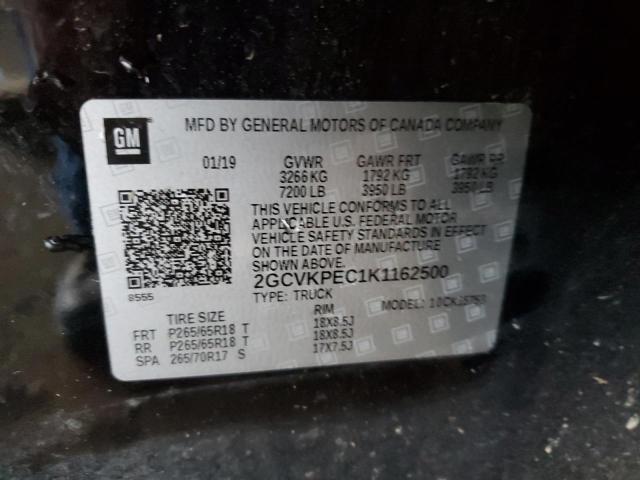 GM
MFD BY GENERAL MOTORS OF CANADA COMPANY
01/19 GVWR GAWR FRT GAWR RR
3266 KG 1792 KG 1792 KG
7200 LB 3950 LB 3950 LB
THIS VEHICLE CONFORMS TO ALL
APPLICABLE U.S. FEDERAL MOTOR
VEHICLE SAFETY STANDARDS IN EFFECT
ON THE DATE OF MANUFACTURE
SHOWN ABOVE.
2GCVKPEC1K1162500
8555
TYPE: TRUCK MODEL:
TIRE SIZE RIM
FRT P265/65R18 T 18X8.5J
RR P265/65R18 T 18X8.5J
SPA 265/70R17 S 17X7.5J